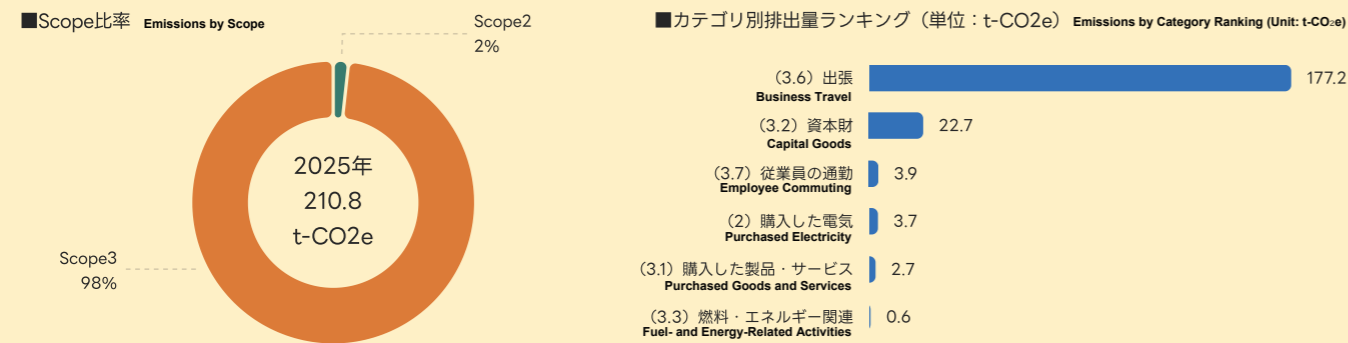 ■Scope比率 Emissions by Scope
Scope2
2%
2025年
210.8
t-CO2e
Scope3
98%
■カテゴリ別排出量ランキング（単位：t-CO2e） Emissions by Category Ranking (Unit: t-CO2e)
（3.6）出張 177.2
Business Travel
（3.2）資本財 22.7
Capital Goods
（3.7）従業員の通勤 3.9
Employee Commuting
（2）購入した電気 3.7
Purchased Electricity
（3.1）購入した製品・サービス 2.7
Purchased Goods and Services
（3.3）燃料・エネルギー関連 0.6
Fuel- and Energy-Related Activities